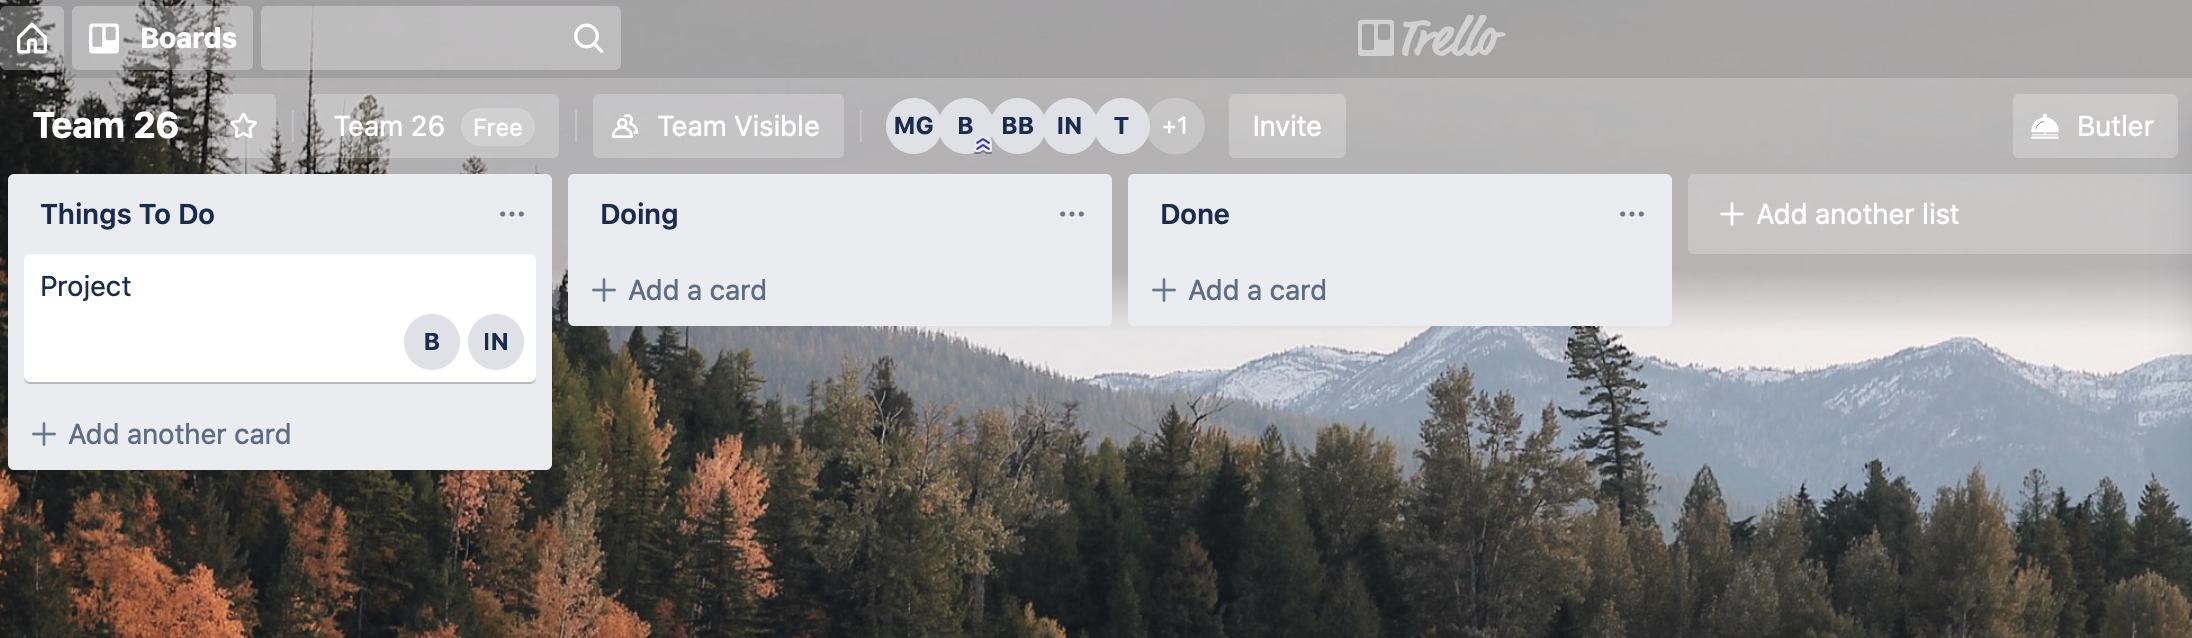 Boards
Trello
Team 26
Team 26 Free
Team Visible
MG B BB IN T +1
Invite
Butler
Things To Do
Project
B IN
+ Add another card
Doing
+ Add a card
Done
+ Add a card
+ Add another list